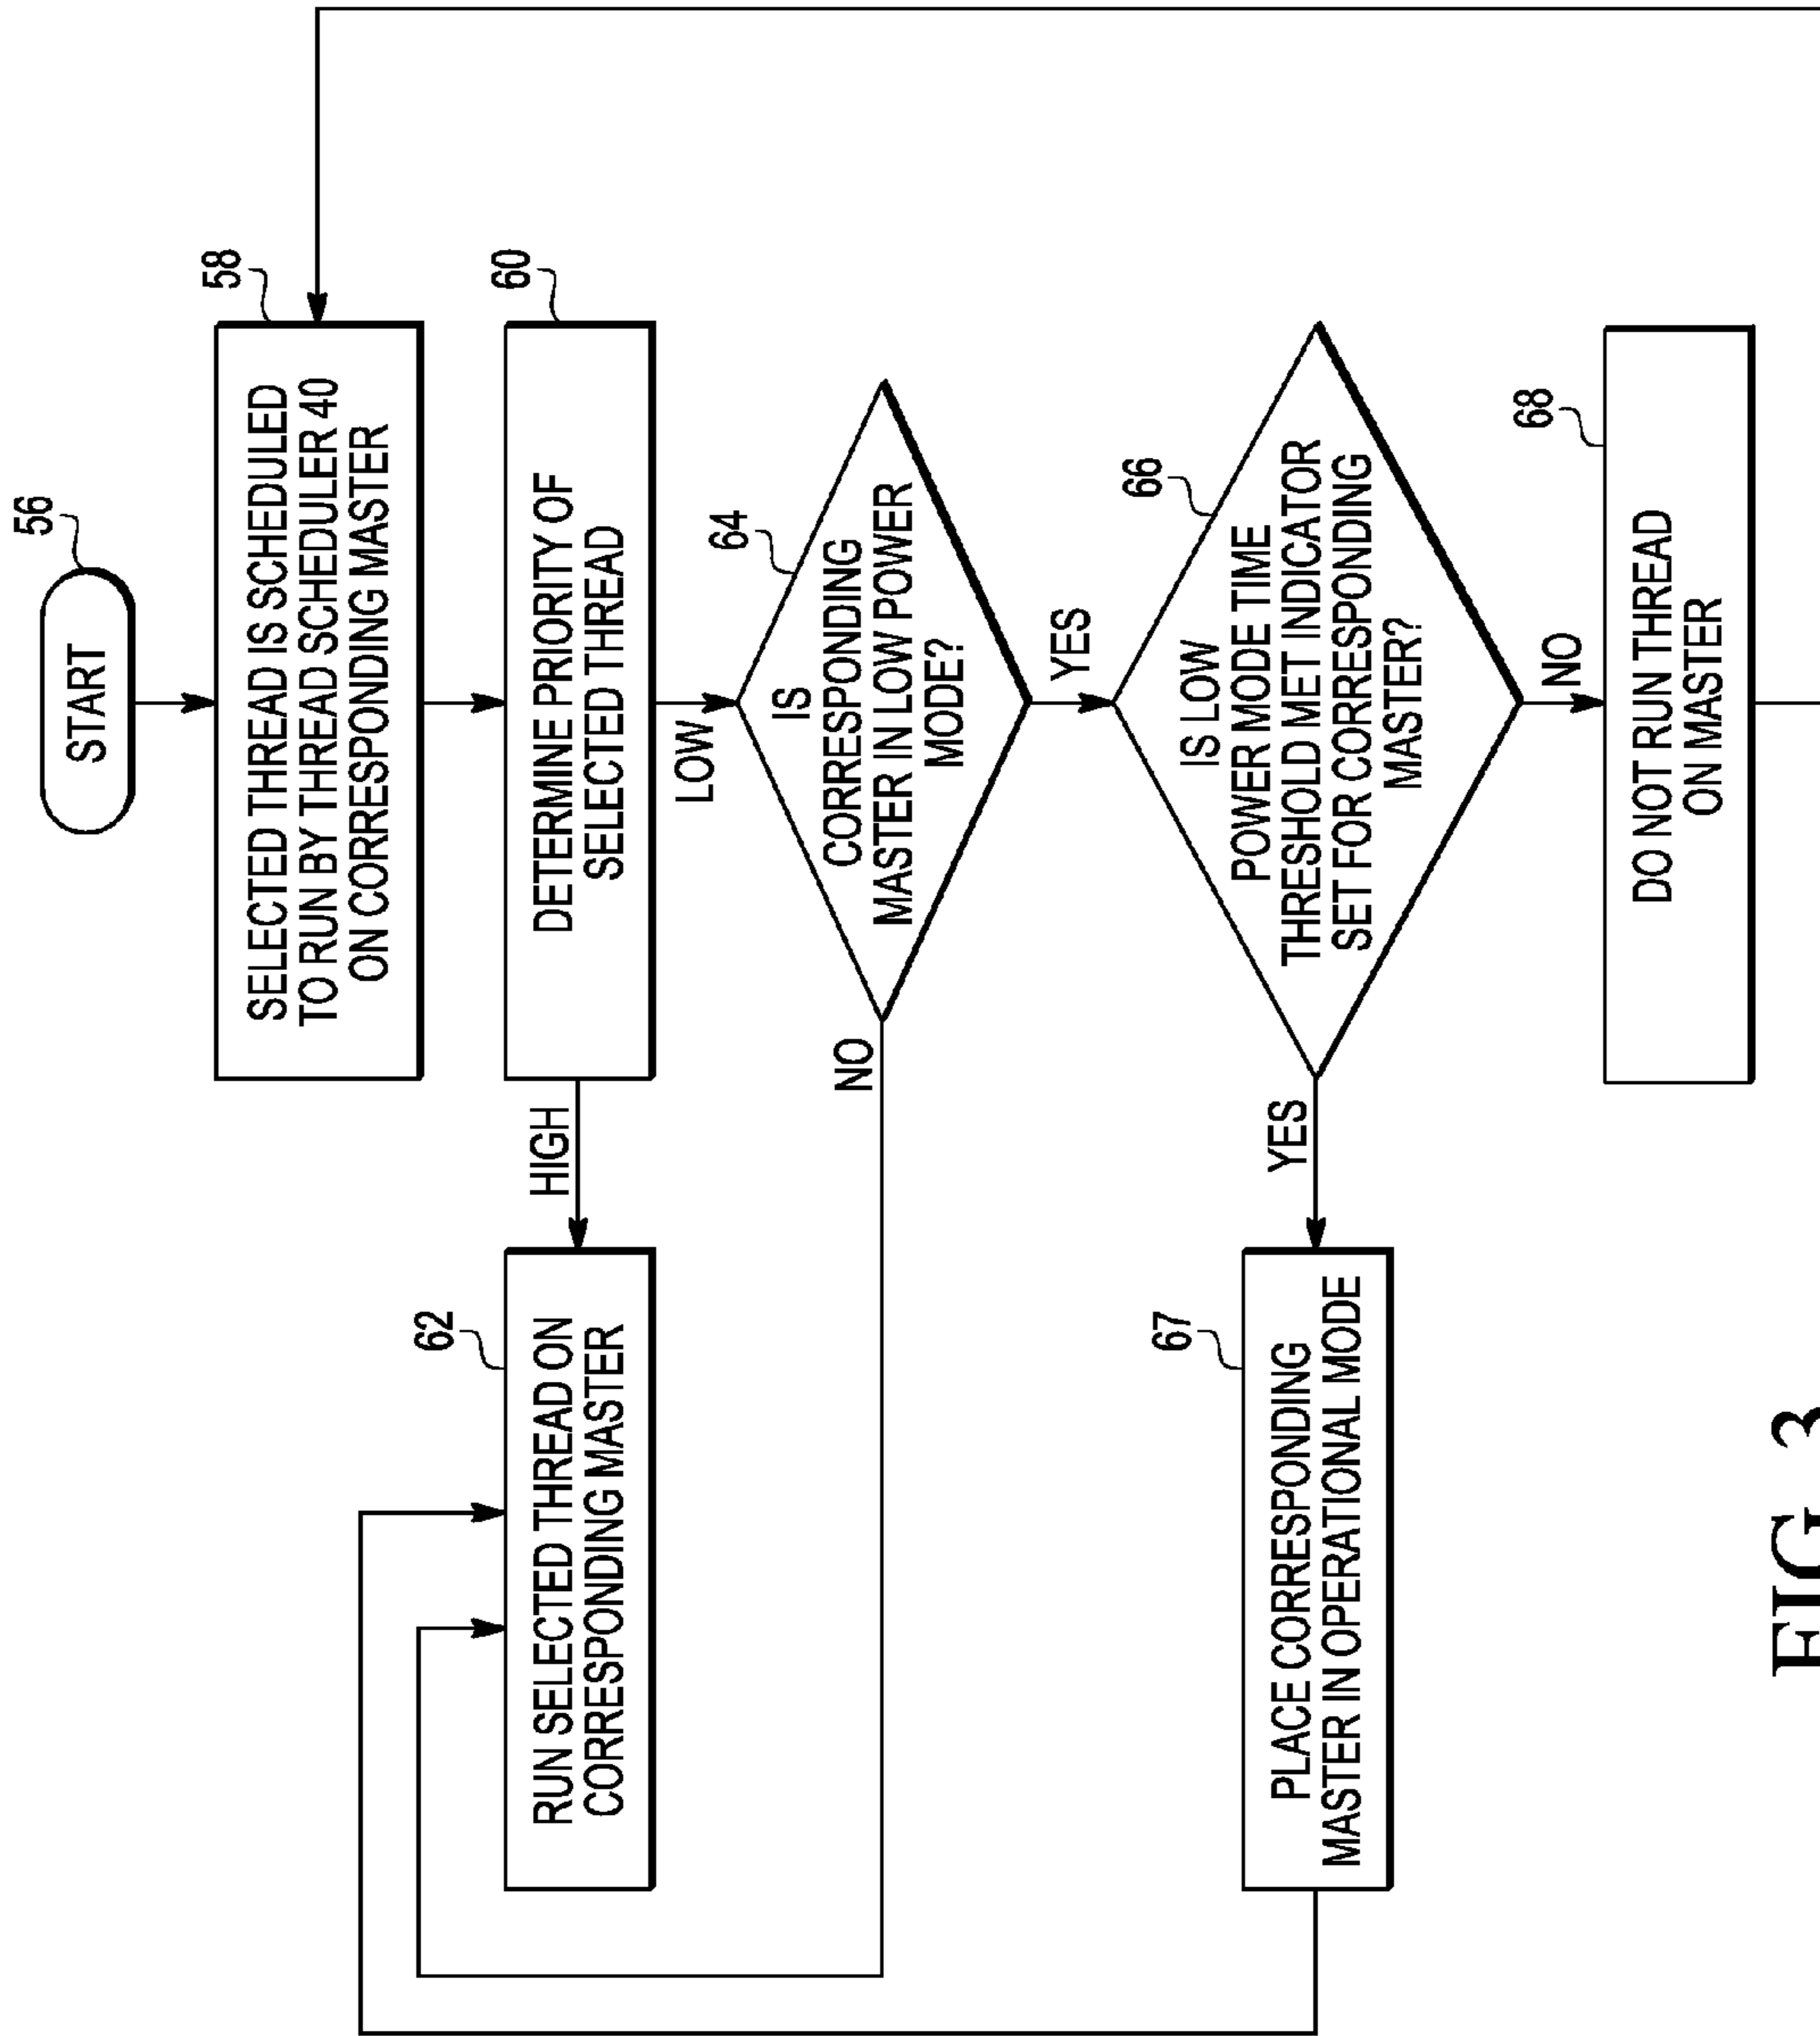 56
START
58
SELECTED THREAD IS SCHEDULED
TO RUN BY THREAD SCHEDULER 40
ON CORRESPONDING MASTER
60
DETERMINE PRIORITY OF
SELECTED THREAD
HIGH
LOW
62
RUN SELECTED THREAD ON
CORRESPONDING MASTER
64
IS
CORRESPONDING
MASTER IN LOW POWER
MODE?
NO
YES
66
IS LOW
POWER MODE TIME
THRESHOLD MET INDICATOR
SET FOR CORRESPONDING
MASTER?
YES
NO
67
PLACE CORRESPONDING
MASTER IN OPERATIONAL MODE
68
DO NOT RUN THREAD
ON MASTER
FIG. 3